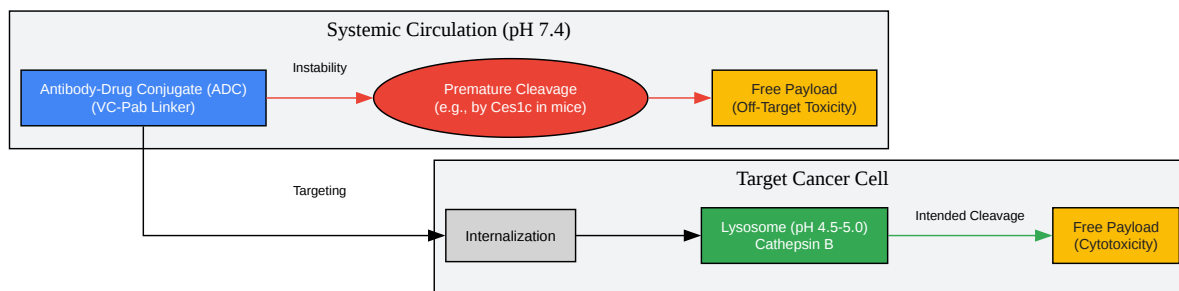 Systemic Circulation (pH 7.4)
Antibody-Drug Conjugate (ADC)
(VC-Pab Linker)
Instability
Premature Cleavage
(e.g., by Ces1c in mice)
Free Payload
(Off-Target Toxicity)
Targeting
Target Cancer Cell
Internalization
Lysosome (pH 4.5-5.0)
Cathepsin B
Intended Cleavage
Free Payload
(Cytotoxicity)